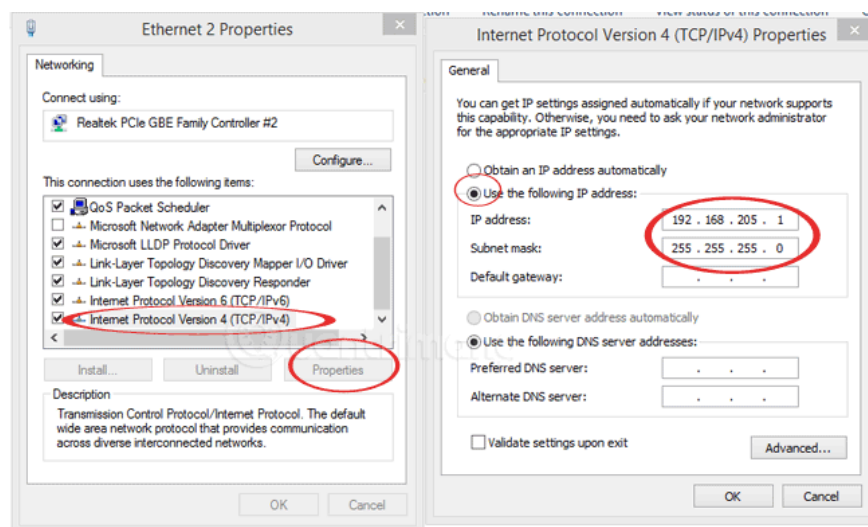 Rename this connection
View status of this connection
Ethernet 2 Properties
Networking
Connect using:
Realtek PCIe GBE Family Controller #2
Configure...
This connection uses the following items:
QoS Packet Scheduler
Microsoft Network Adapter Multiplexor Protocol
Microsoft LLDP Protocol Driver
Link-Layer Topology Discovery Mapper I/O Driver
Link-Layer Topology Discovery Responder
Internet Protocol Version 6 (TCP/IPv6)
Internet Protocol Version 4 (TCP/IPv4)
Install...
Uninstall
Properties
Description
Transmission Control Protocol/Internet Protocol. The default
wide area network protocol that provides communication
across diverse interconnected networks.
OK
Cancel
Internet Protocol Version 4 (TCP/IPv4) Properties
General
You can get IP settings assigned automatically if your network supports
this capability. Otherwise, you need to ask your network administrator
for the appropriate IP settings.
Obtain an IP address automatically
Use the following IP address:
IP address: 192 . 168 . 205 . 1
Subnet mask: 255 . 255 . 255 . 0
Default gateway: . . .
Obtain DNS server address automatically
Use the following DNS server addresses:
Preferred DNS server: . . .
Alternate DNS server: . . .
Validate settings upon exit
Advanced...
OK
Cancel